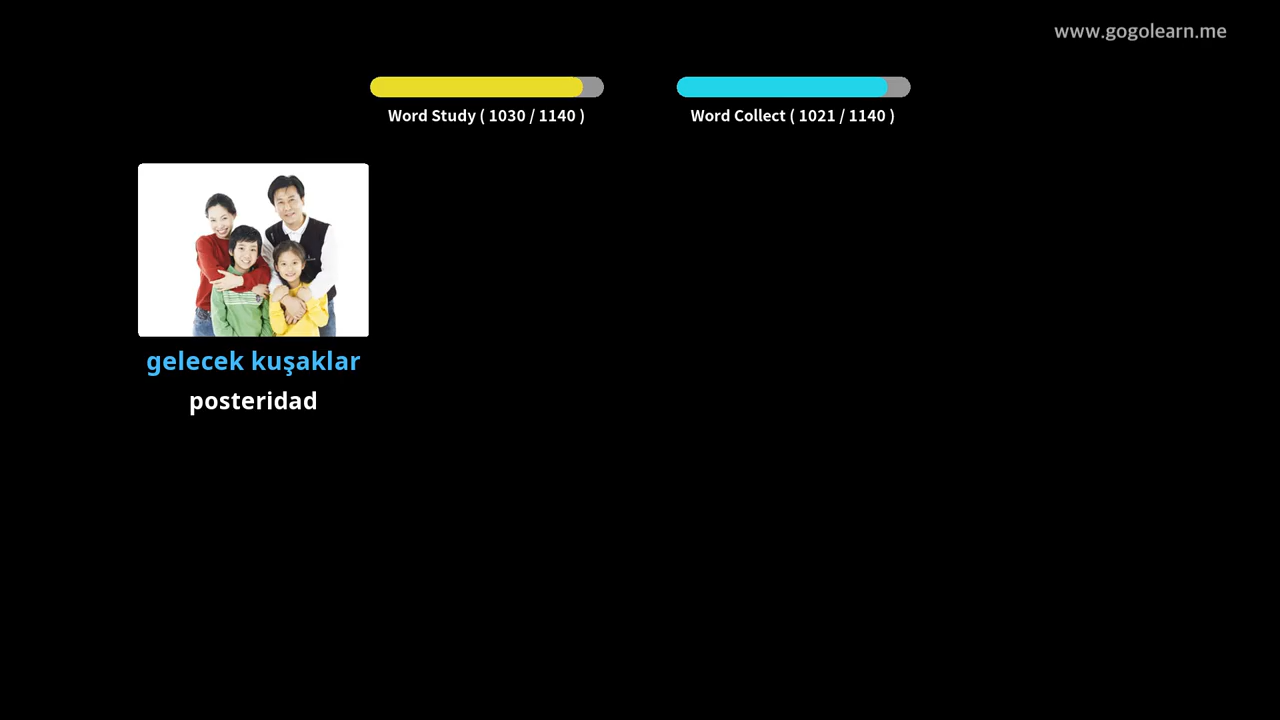 www.gogolearn.me
Word Study ( 1030 / 1140 )
Word Collect ( 1021 / 1140 )
gelecek kuşaklar
posteridad